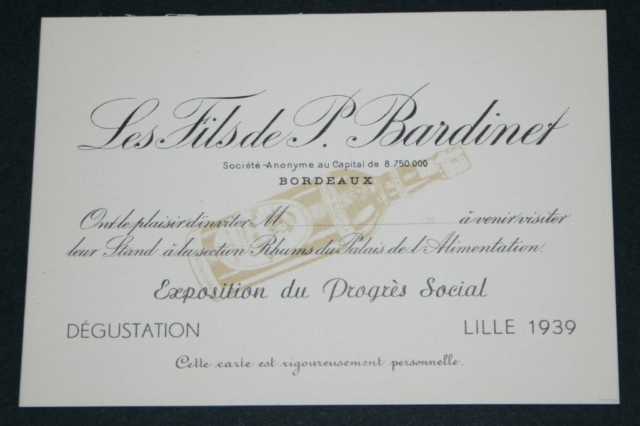 Les Fils de P. Bardinet
Société Anonyme au Capital de 8.750.000
BORDEAUX
Ont le plaisir d'inviter M à venir visiter
leur Stand à la section Rhums du Palais de l'Alimentation.
Exposition du Progrès Social
DÉGUSTATION LILLE 1939
Cette carte est rigoureusement personnelle.